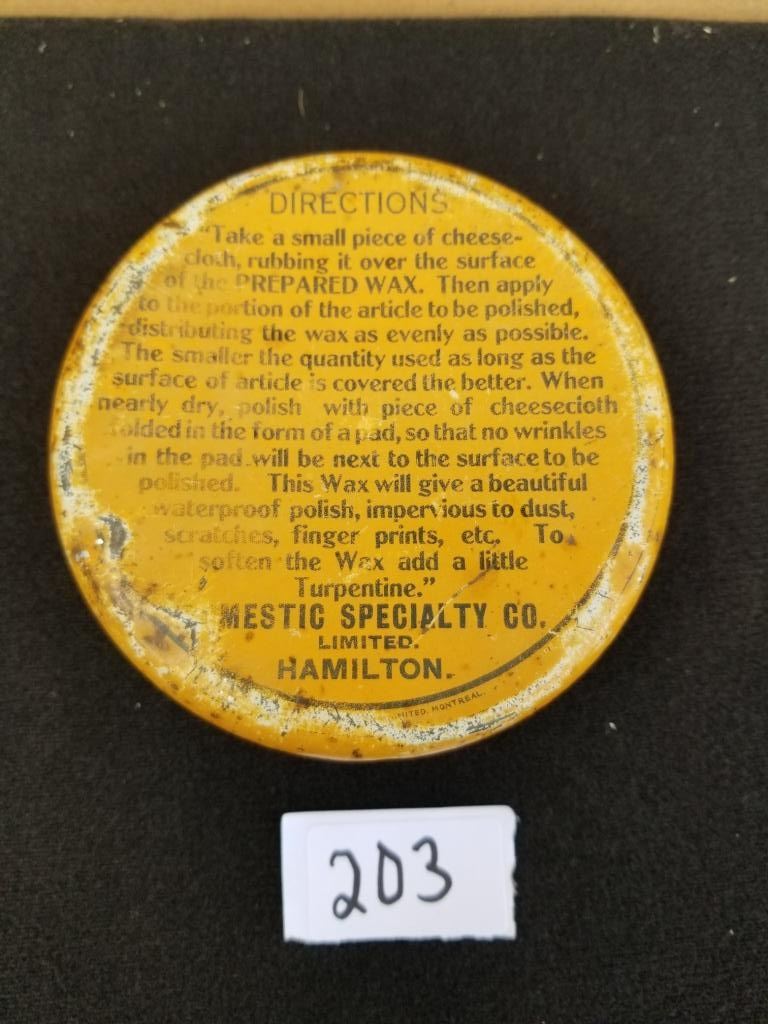 DIRECTIONS
"Take a small piece of cheese-
cloth, rubbing it over the surface
of the PREPARED WAX. Then apply
to the portion of the article to be polished,
distributing the wax as evenly as possible.
The smaller the quantity used as long as the
surface of article is covered the better. When
nearly dry, polish with piece of cheesecloth
folded in the form of a pad, so that no wrinkles
in the pad will be next to the surface to be
polished. This Wax will give a beautiful
waterproof polish, impervious to dust,
scratches, finger prints, etc. To
soften the Wax add a little
Turpentine."
MESTIC SPECIALTY CO.
LIMITED.
HAMILTON.
MITED, MONTREAL.
203